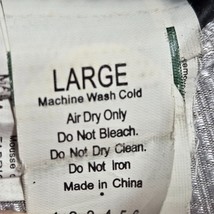 LARGE
Machine Wash Cold
Air Dry Only
Do Not Bleach.
Do Not Dry Clean.
Do Not Iron
Made in China